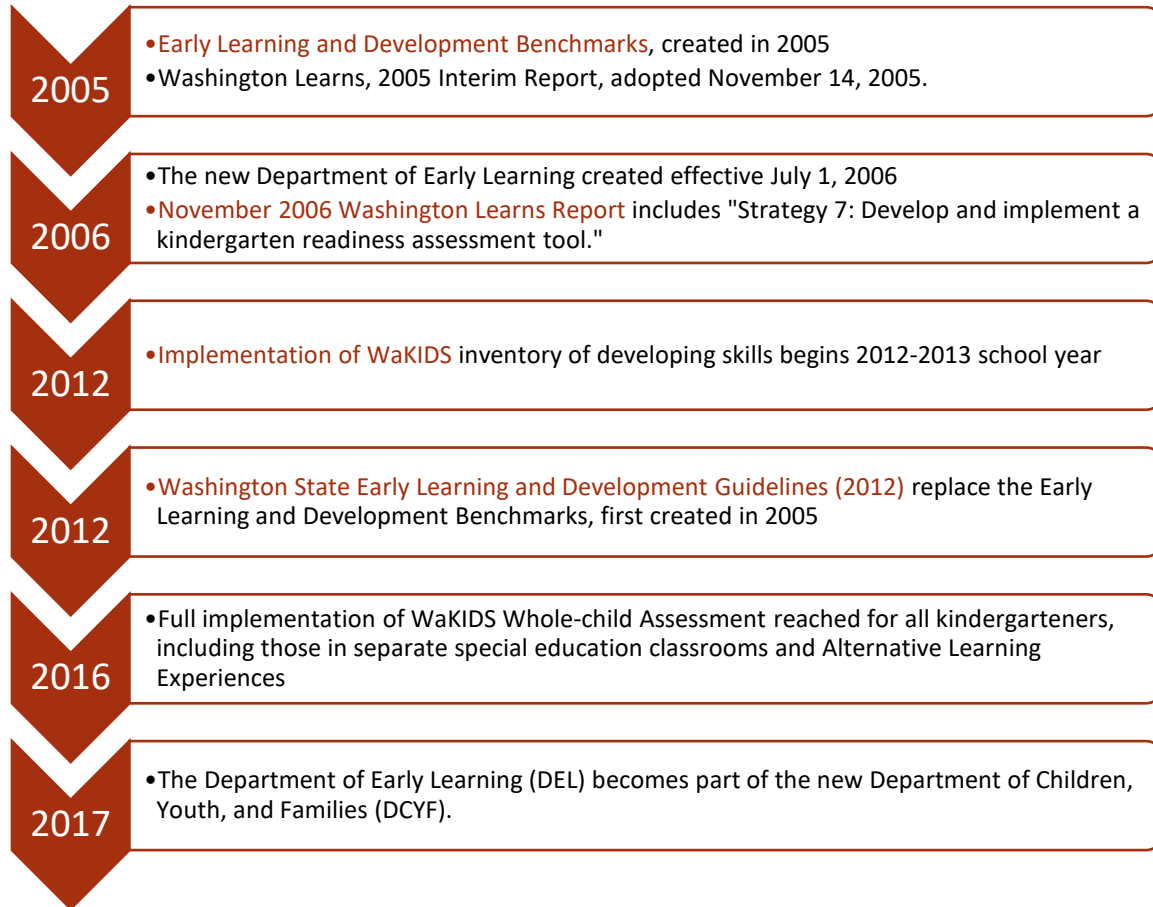 2005
•Early Learning and Development Benchmarks, created in 2005
•Washington Learns, 2005 Interim Report, adopted November 14, 2005.
2006
•The new Department of Early Learning created effective July 1, 2006
•November 2006 Washington Learns Report includes "Strategy 7: Develop and implement a
kindergarten readiness assessment tool."
2012
•Implementation of WaKIDS inventory of developing skills begins 2012-2013 school year
2012
•Washington State Early Learning and Development Guidelines (2012) replace the Early
Learning and Development Benchmarks, first created in 2005
2016
•Full implementation of WaKIDS Whole-child Assessment reached for all kindergarteners,
including those in separate special education classrooms and Alternative Learning
Experiences
2017
•The Department of Early Learning (DEL) becomes part of the new Department of Children,
Youth, and Families (DCYF).